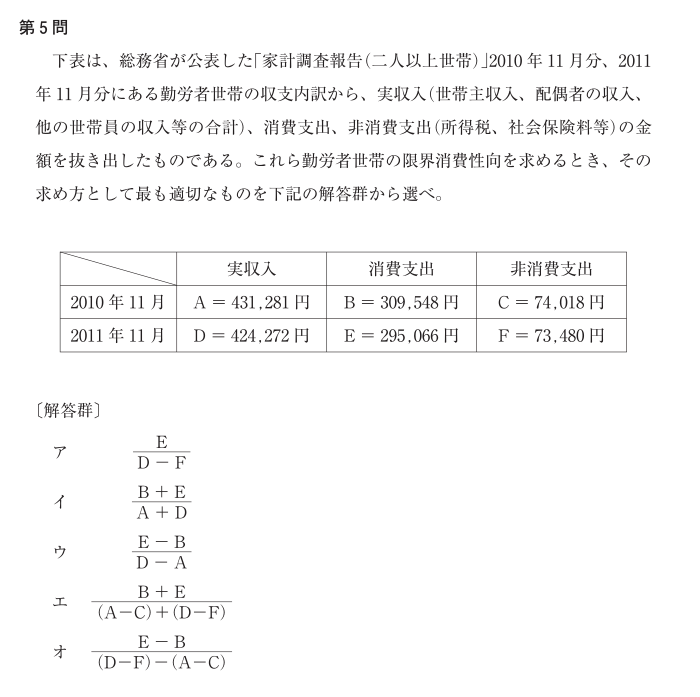 第5問
下表は、総務省が公表した「家計調査報告(二人以上世帯)」2010 年 11 月分、2011
年 11 月分にある勤労者世帯の収支内訳から、実収入(世帯主収入、配偶者の収入、
他の世帯員の収入等の合計)、消費支出、非消費支出(所得税、社会保険料等)の金
額を抜き出したものである。これら勤労者世帯の限界消費性向を求めるとき、その
求め方として最も適切なものを下記の解答群から選べ。
実収入 消費支出 非消費支出
2010 年 11 月 A = 431,281 円 B = 309,548 円 C = 74,018 円
2011 年 11 月 D = 424,272 円 E = 295,066 円 F = 73,480 円
〔解答群〕
E
ア
D − F
B + E
イ
A + D
E − B
ウ
D − A
B + E
エ
(A−C)+(D−F)
E − B
オ
(D−F)−(A−C)